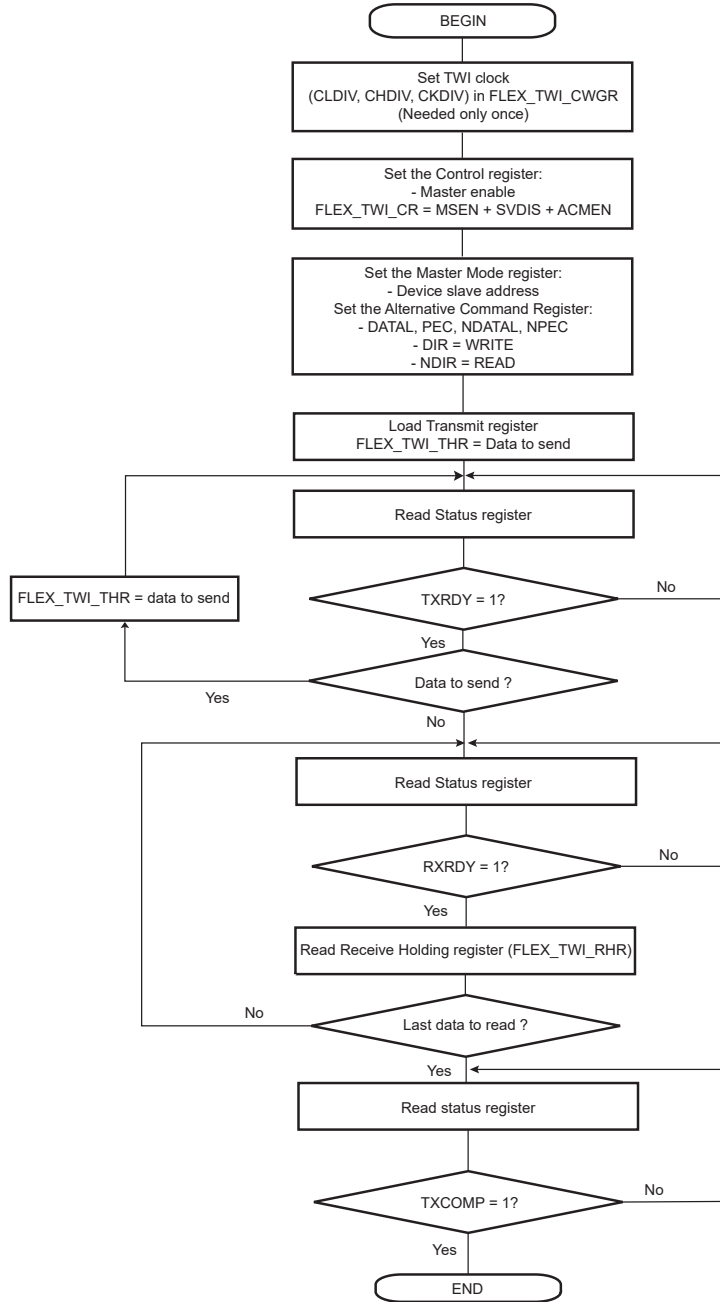 BEGIN
Set TWI clock
(CLDIV, CHDIV, CKDIV) in FLEX_TWI_CWGR
(Needed only once)
Set the Control register:
- Master enable
FLEX_TWI_CR = MSEN + SVDIS + ACMEN
Set the Master Mode register:
- Device slave address
Set the Alternative Command Register:
- DATAL, PEC, NDATAL, NPEC
- DIR = WRITE
- NDIR = READ
Load Transmit register
FLEX_TWI_THR = Data to send
Read Status register
FLEX_TWI_THR = data to send
TXRDY = 1?
No
Yes
Data to send ?
Yes
No
Read Status register
RXRDY = 1?
No
Yes
Read Receive Holding register (FLEX_TWI_RHR)
No
Last data to read ?
Yes
Read status register
TXCOMP = 1?
No
Yes
END